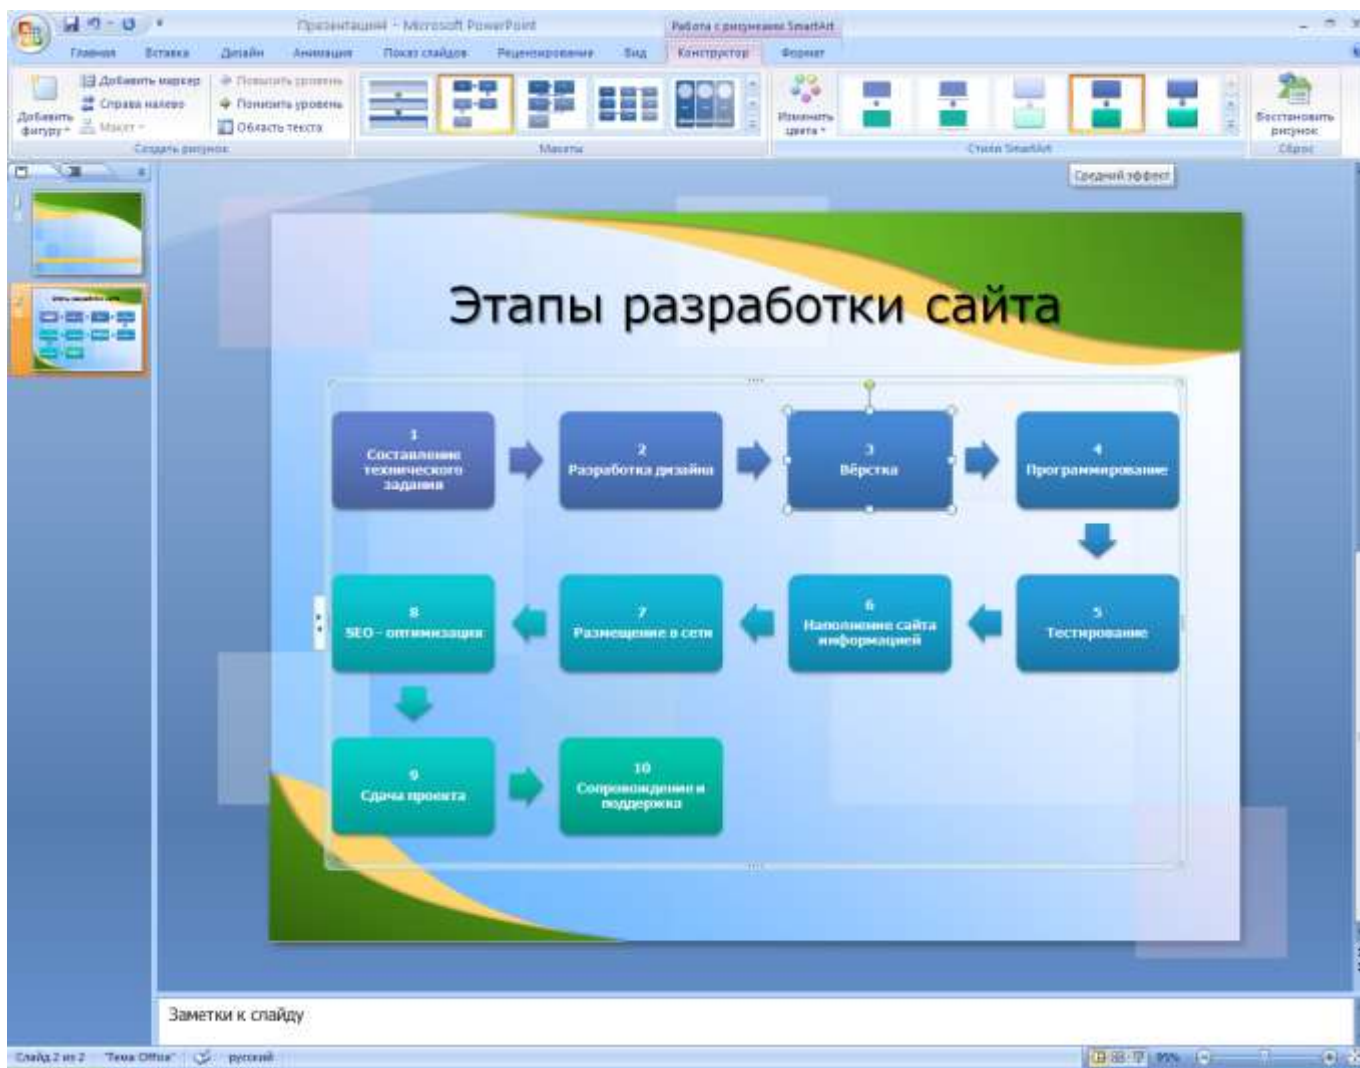 Презентация4 - Microsoft PowerPoint
Работа с рисунками SmartArt
Главная Вставка Дизайн Анимация Показ слайдов Рецензирование Вид Конструктор Формат
Добавить фигуру
Добавить маркер
Справа налево
Макет
Повысить уровень
Понизить уровень
Область текста
Изменить цвета
Восстановить рисунок
Создать рисунок
Макеты
Стили SmartArt
Сброс
Средний эффект
Этапы разработки сайта
1
Составление
технического
задания
2
Разработка дизайна
3
Вёрстка
4
Программирование
8
SEO - оптимизация
7
Размещение в сети
6
Наполнение сайта
информацией
5
Тестирование
9
Сдача проекта
10
Сопровождение и
поддержка
Заметки к слайду
Слайд 2 из 2 "Тема Office" русский 95%